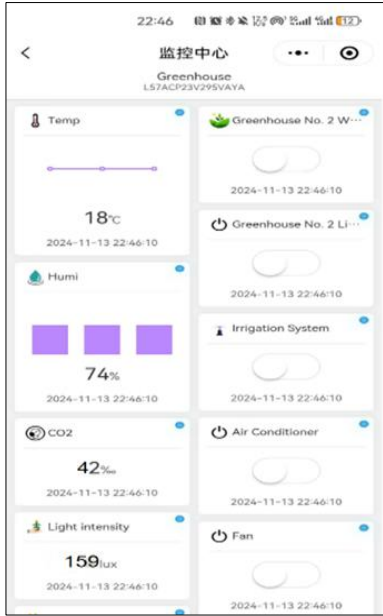 22:46
12
监控中心
Greenhouse
L57ACP23V295VAYA
Temp
18℃
2024-11-13 22:46:10
Humi
74%
2024-11-13 22:46:10
CO2
42‰
2024-11-13 22:46:10
Light intensity
159lux
2024-11-13 22:46:10
Greenhouse No. 2 W···
2024-11-13 22:46:10
Greenhouse No. 2 Li···
2024-11-13 22:46:10
Irrigation System
2024-11-13 22:46:10
Air Conditioner
2024-11-13 22:46:10
Fan
2024-11-13 22:46:10